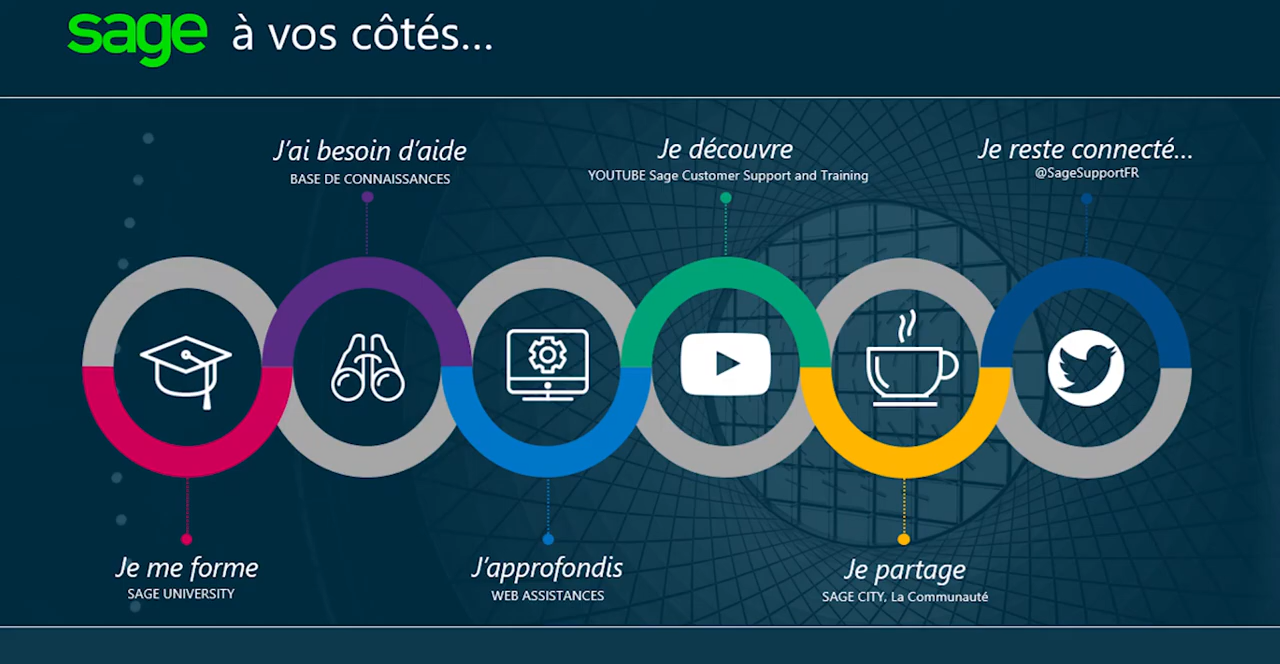 sage à vos côtés...
J'ai besoin d'aide
BASE DE CONNAISSANCES
Je découvre
YOUTUBE Sage Customer Support and Training
Je reste connecté...
@SageSupportFR
Je me forme
SAGE UNIVERSITY
J'approfondis
WEB ASSISTANCES
Je partage
SAGE CITY, La Communauté